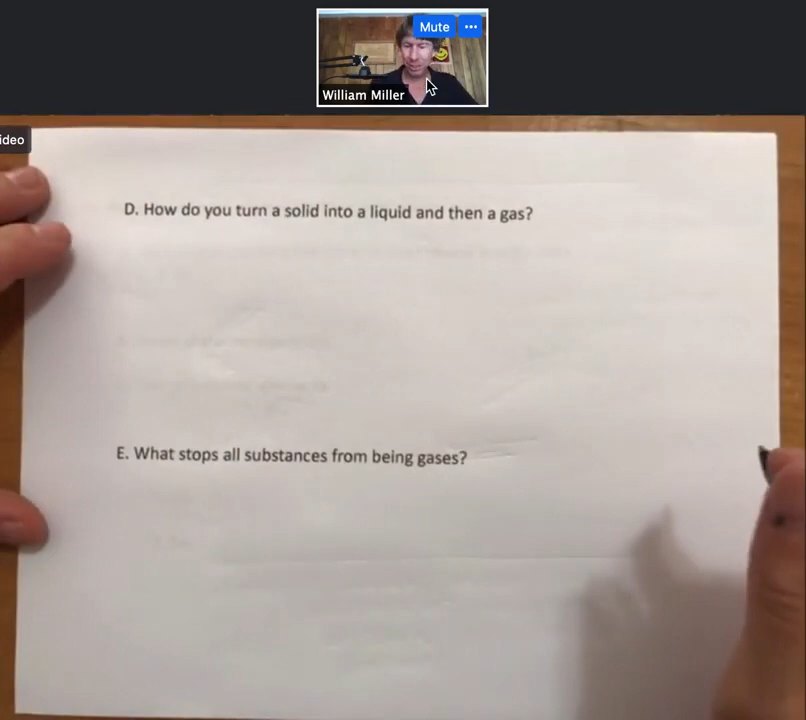 Mute
William Miller
ideo
D. How do you turn a solid into a liquid and then a gas?
E. What stops all substances from being gases?